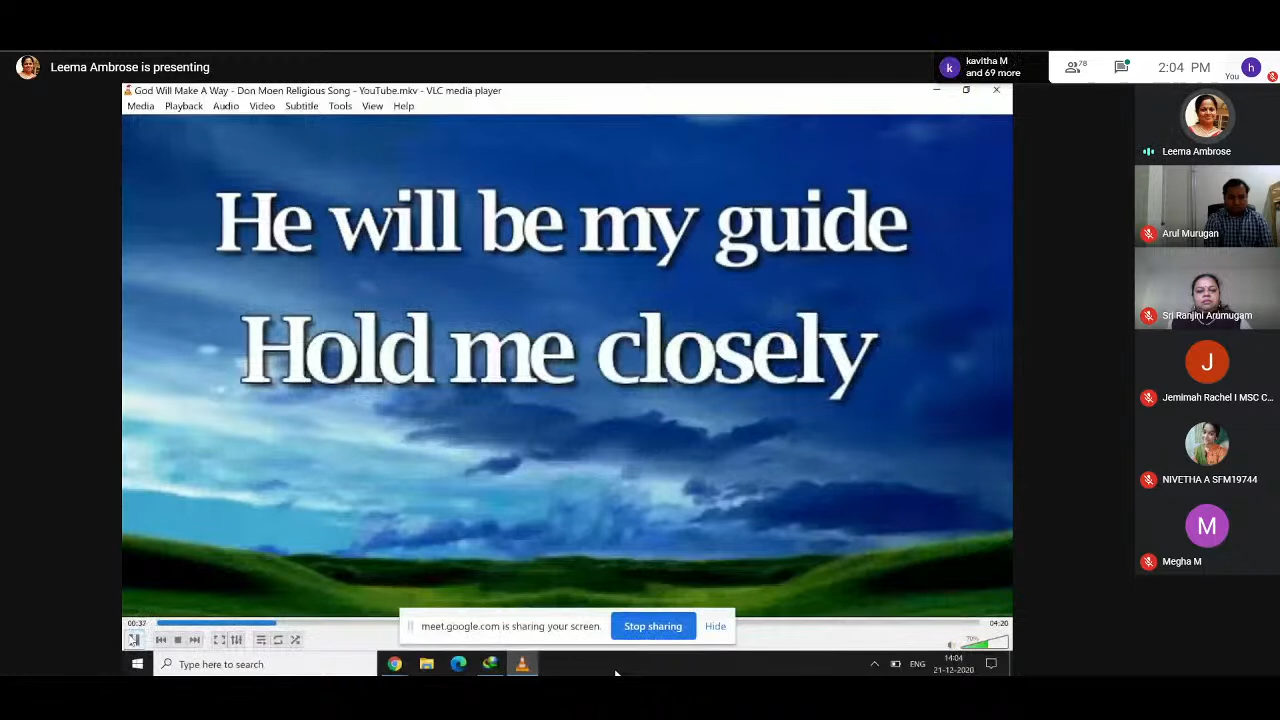 Leema Ambrose is presenting
k
kavitha M
and 69 more
78
2:04 PM
You
h
God Will Make A Way - Don Moen Religious Song - YouTube.mkv - VLC media player
Media Playback Audio Video Subtitle Tools View Help
He will be my guide
Hold me closely
Leema Ambrose
Arul Murugan
Sri Ranjini Arumugam
J
Jemimah Rachel I MSC C...
NIVETHA A SFM19744
M
Megha M
00:37
04:20
meet.google.com is sharing your screen.
Stop sharing
Hide
70%
Type here to search
ENG
14:04
21-12-2020